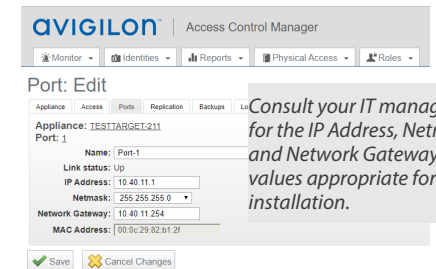 aVIGILON™ Access Control Manager
Monitor Identities Reports Physical Access Roles
Port: Edit
Appliance Access Ports Replication Backups
Appliance: TESTTARGET-211
Port: 1
Name: Port-1
Link status: Up
IP Address: 10.40.11.1
Netmask: 255.255.255.0
Network Gateway: 10.40.11.254
MAC Address: 00:0c:29:82:b1:2f
Save Cancel Changes
Consult your IT
for the IP Address,
and Network Gateway
values appropriate for
installation.